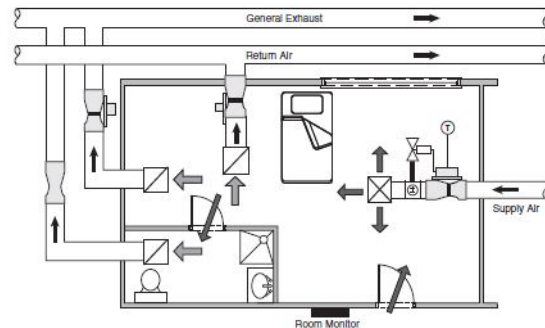 General Exhaust
Return Air
T
H
Supply Air
Room Monitor